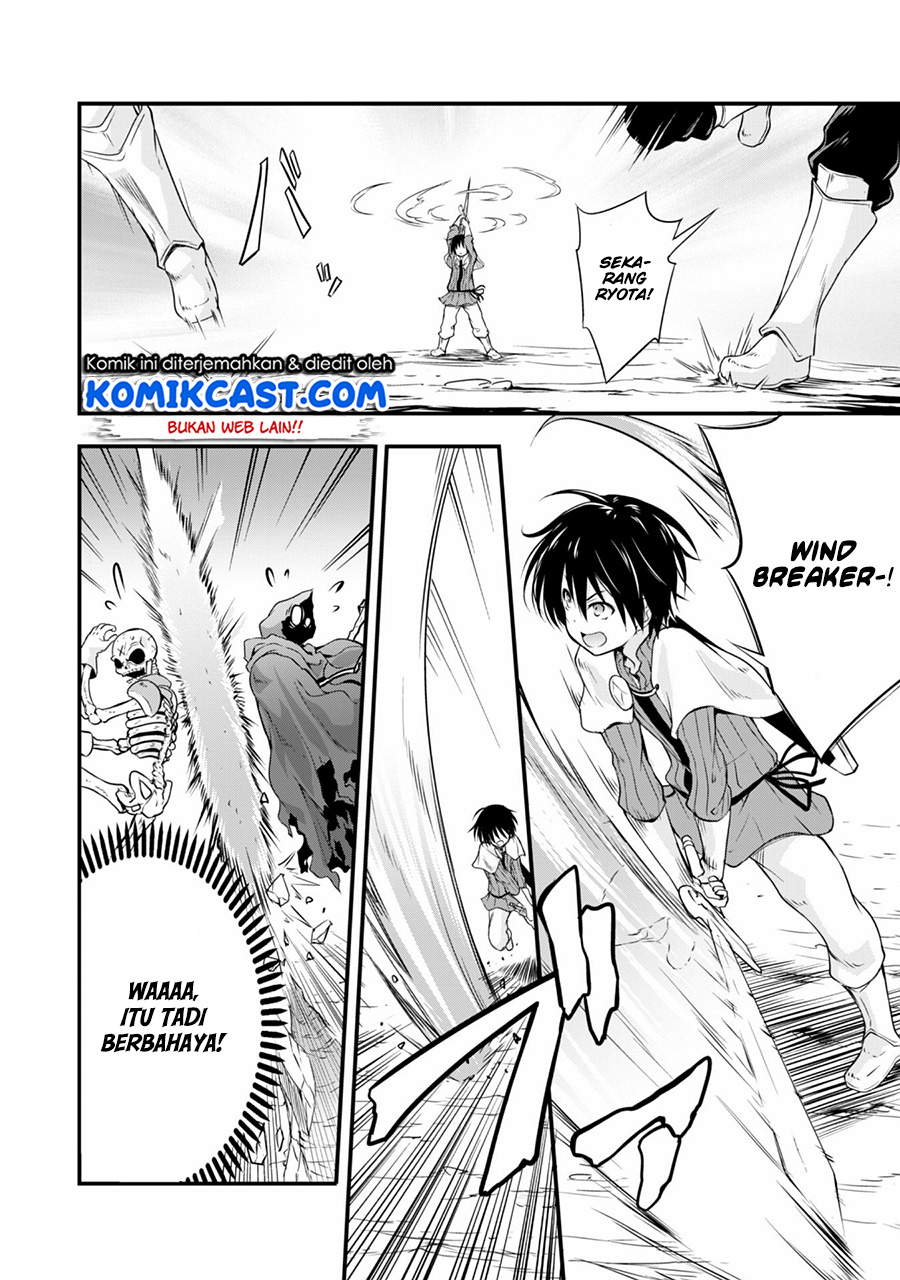 SEKA-
RANG
RYOTA!
Komik ini diterjemahkan & diedit oleh
KOMIKCAST.COM
BUKAN WEB LAIN!!
WIND
BREAKER-!
WAAAA,
ITU TADI
BERBAHAYA!